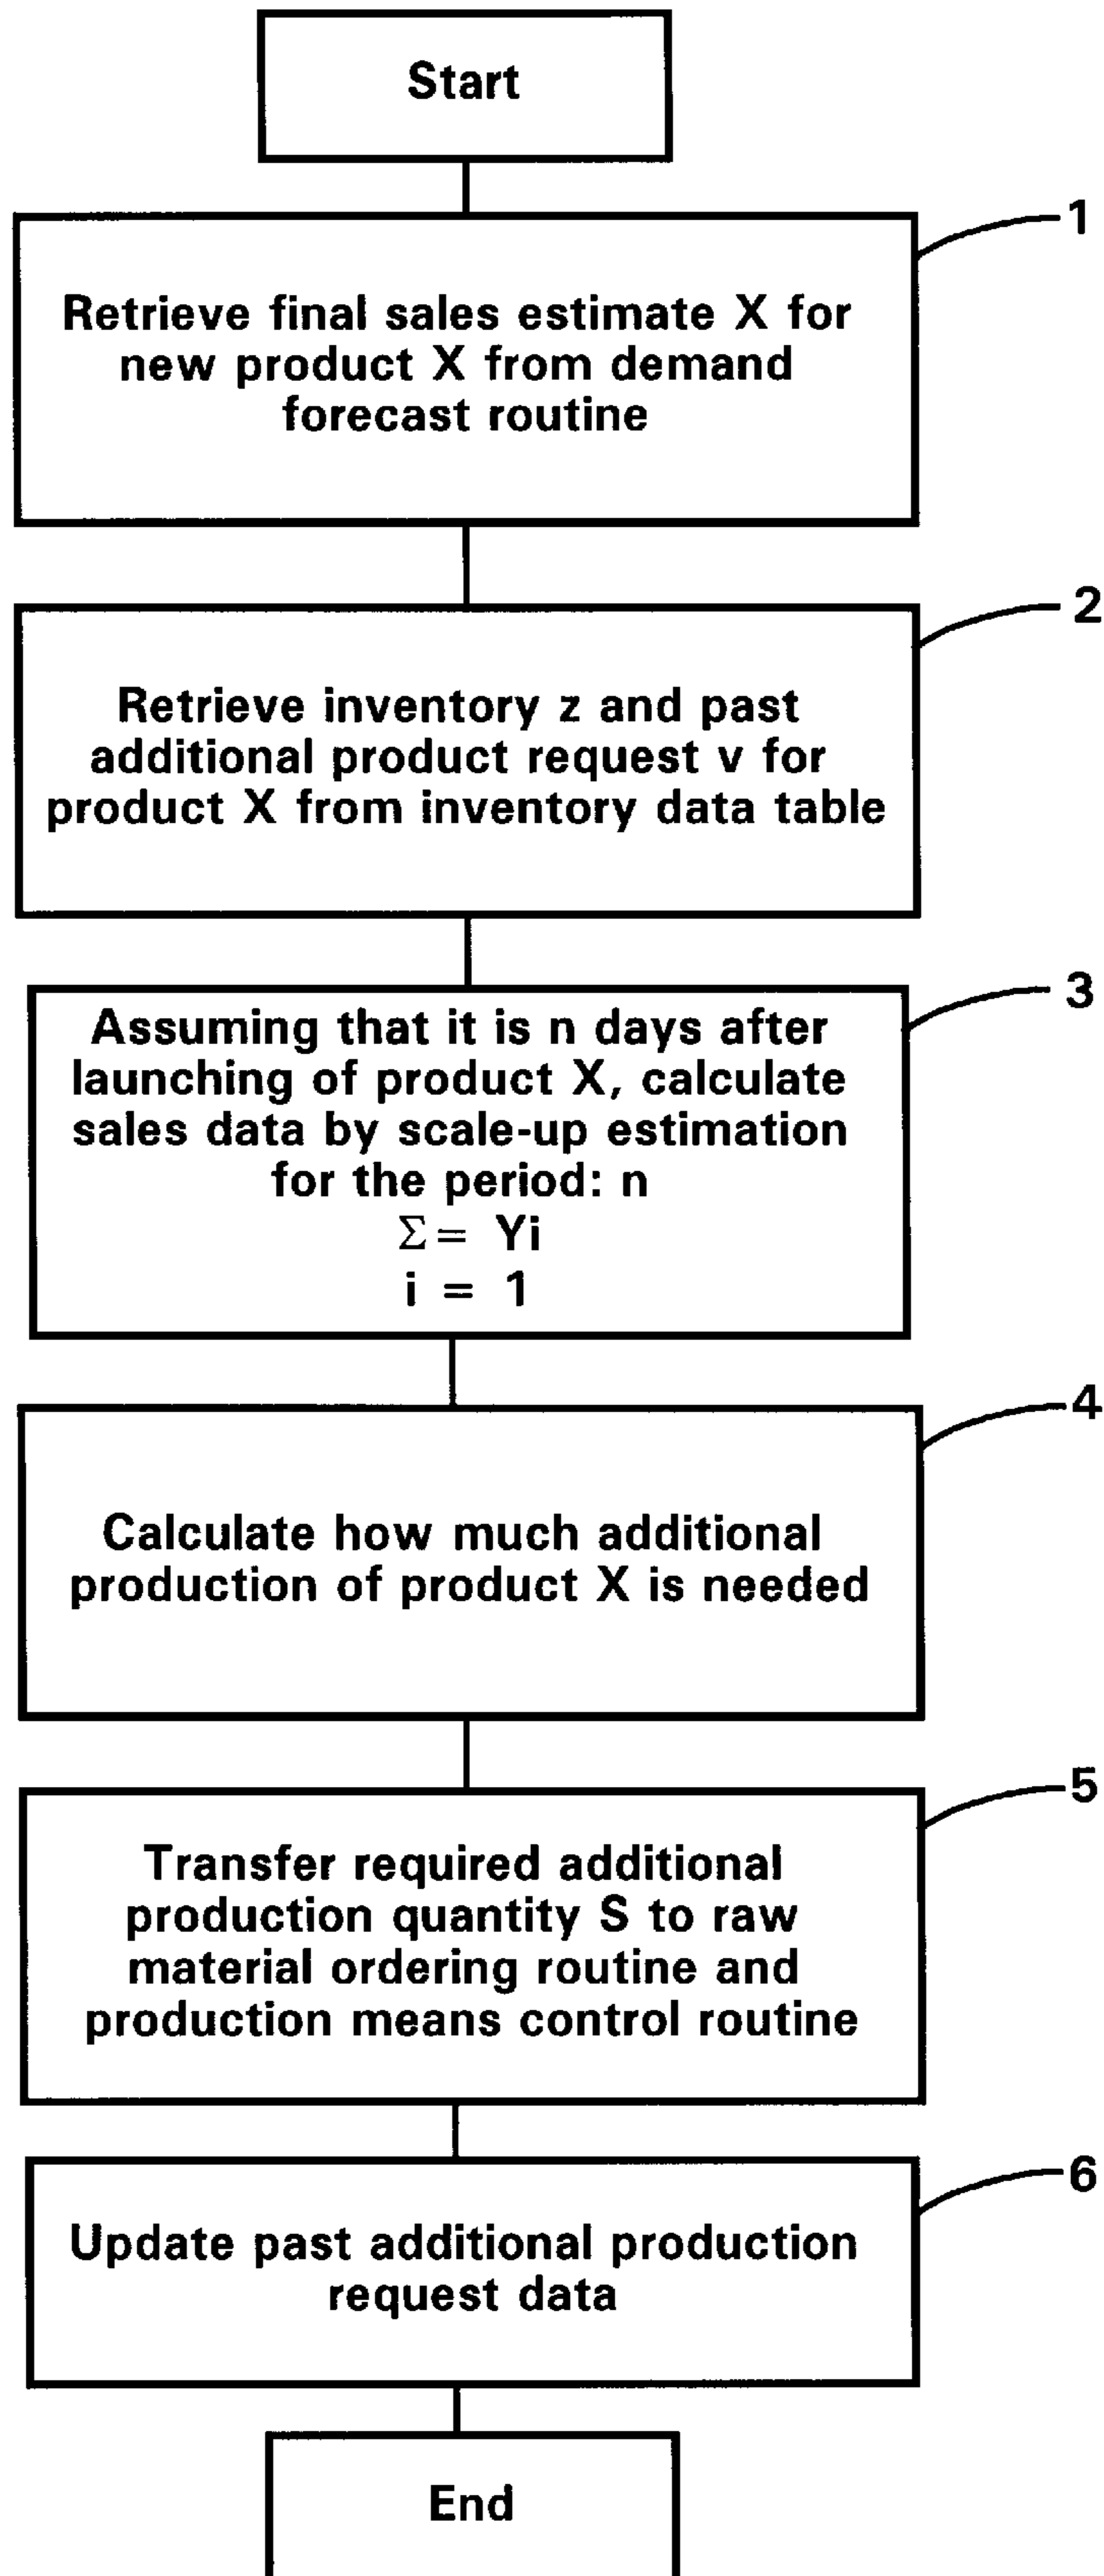 Start
1
Retrieve final sales estimate X for
new product X from demand
forecast routine
2
Retrieve inventory z and past
additional product request v for
product X from inventory data table
3
Assuming that it is n days after
launching of product X, calculate
sales data by scale-up estimation
for the period: n
Σ= Yi
i = 1
4
Calculate how much additional
production of product X is needed
5
Transfer required additional
production quantity S to raw
material ordering routine and
production means control routine
6
Update past additional production
request data
End